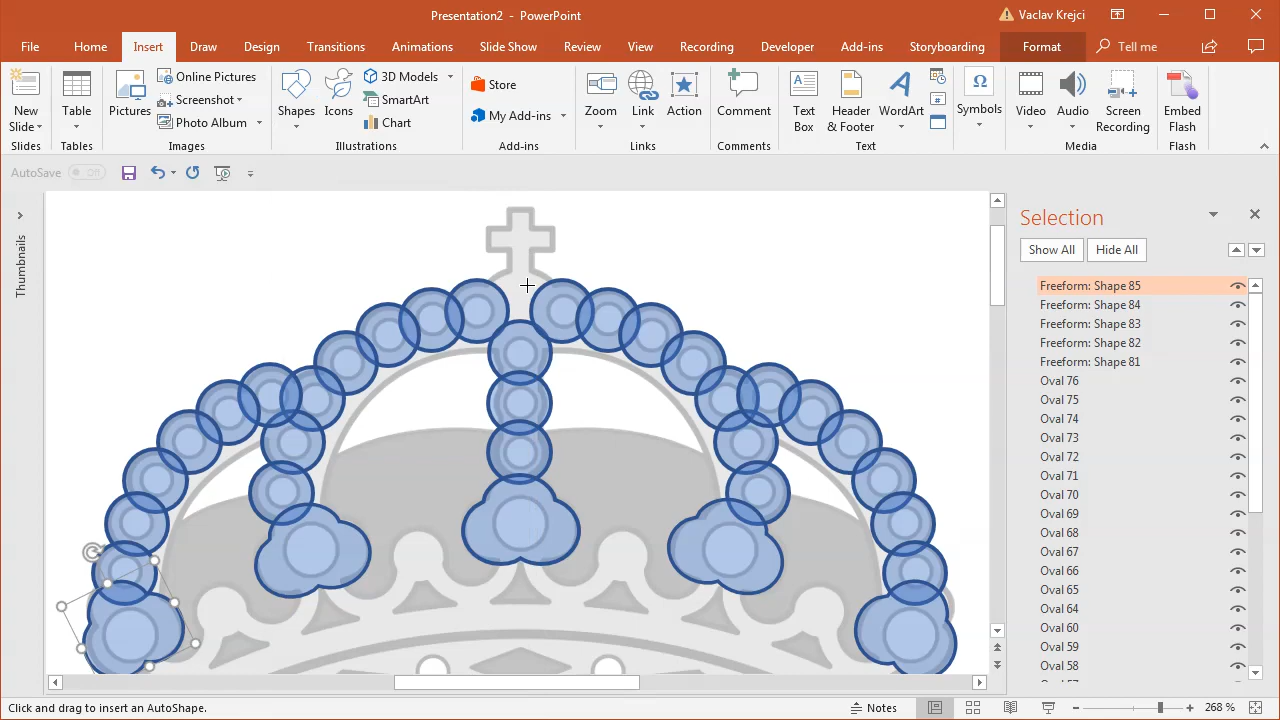 Presentation2 - PowerPoint
Vaclav Krejci
File Home Insert Draw Design Transitions Animations Slide Show Review View Recording Developer Add-ins Storyboarding Format Tell me
New Slide
Slides
Table
Tables
Pictures
Online Pictures
Screenshot
Photo Album
Images
Shapes
Icons
3D Models
SmartArt
Chart
Illustrations
Store
My Add-ins
Add-ins
Zoom
Link
Action
Links
Comment
Comments
Text Box
Header & Footer
WordArt
Text
Symbols
Video
Audio
Screen Recording
Media
Embed Flash
Flash
AutoSave Off
Thumbnails
Selection
Show All Hide All
Freeform: Shape 85
Freeform: Shape 84
Freeform: Shape 83
Freeform: Shape 82
Freeform: Shape 81
Oval 76
Oval 75
Oval 74
Oval 73
Oval 72
Oval 71
Oval 70
Oval 69
Oval 68
Oval 67
Oval 66
Oval 65
Oval 64
Oval 60
Oval 59
Oval 58
Click and drag to insert an AutoShape.
Notes
268 %